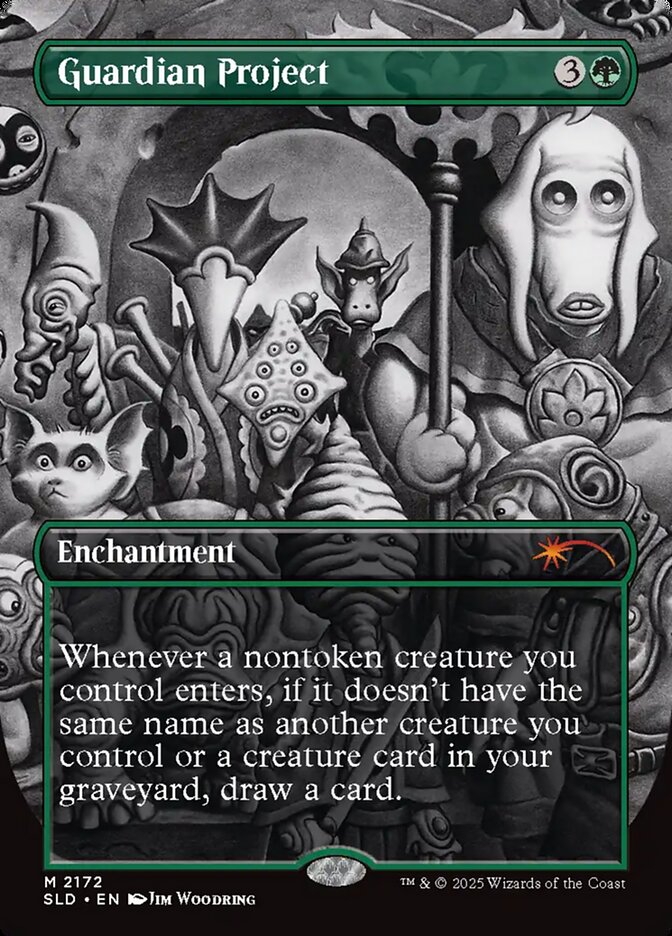 Guardian Project 3
Enchantment
Whenever a nontoken creature you
control enters, if it doesn't have the
same name as another creature you
control or a creature card in your
graveyard, draw a card.
M 2172
SLD • EN Jim Woodring
™ & © 2025 Wizards of the Coast